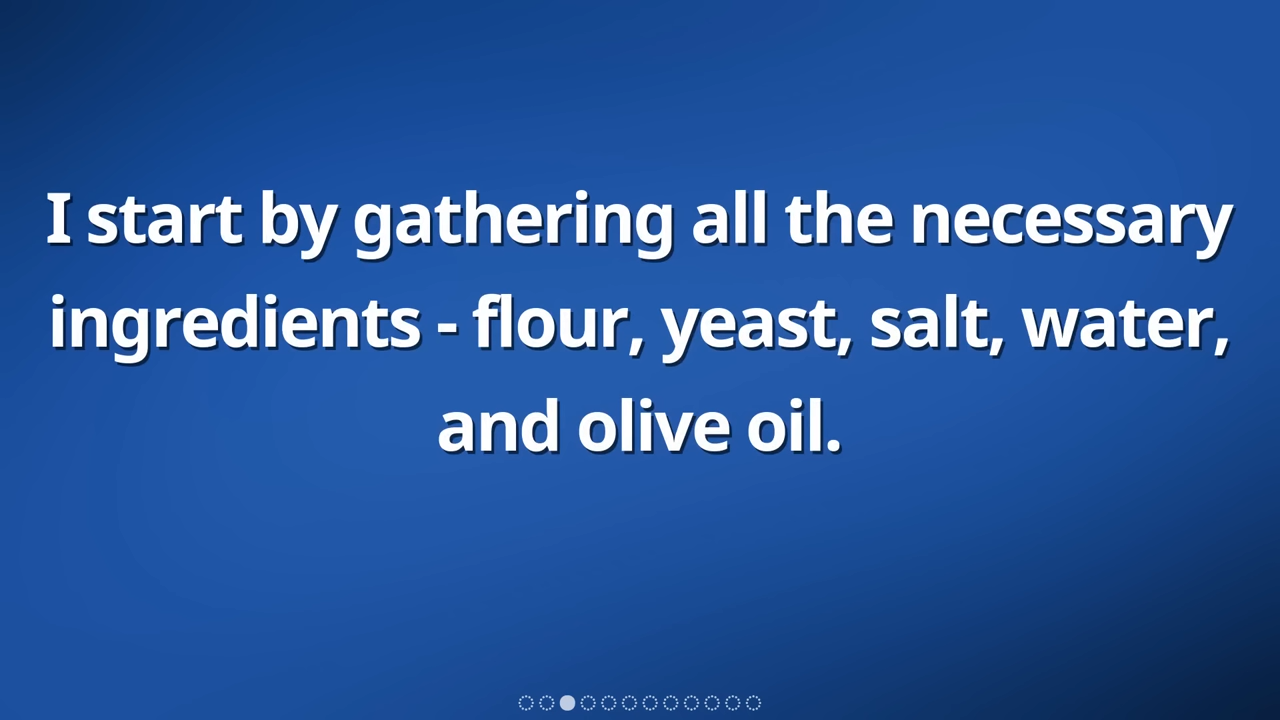 I start by gathering all the necessary
ingredients - flour, yeast, salt, water,
and olive oil.